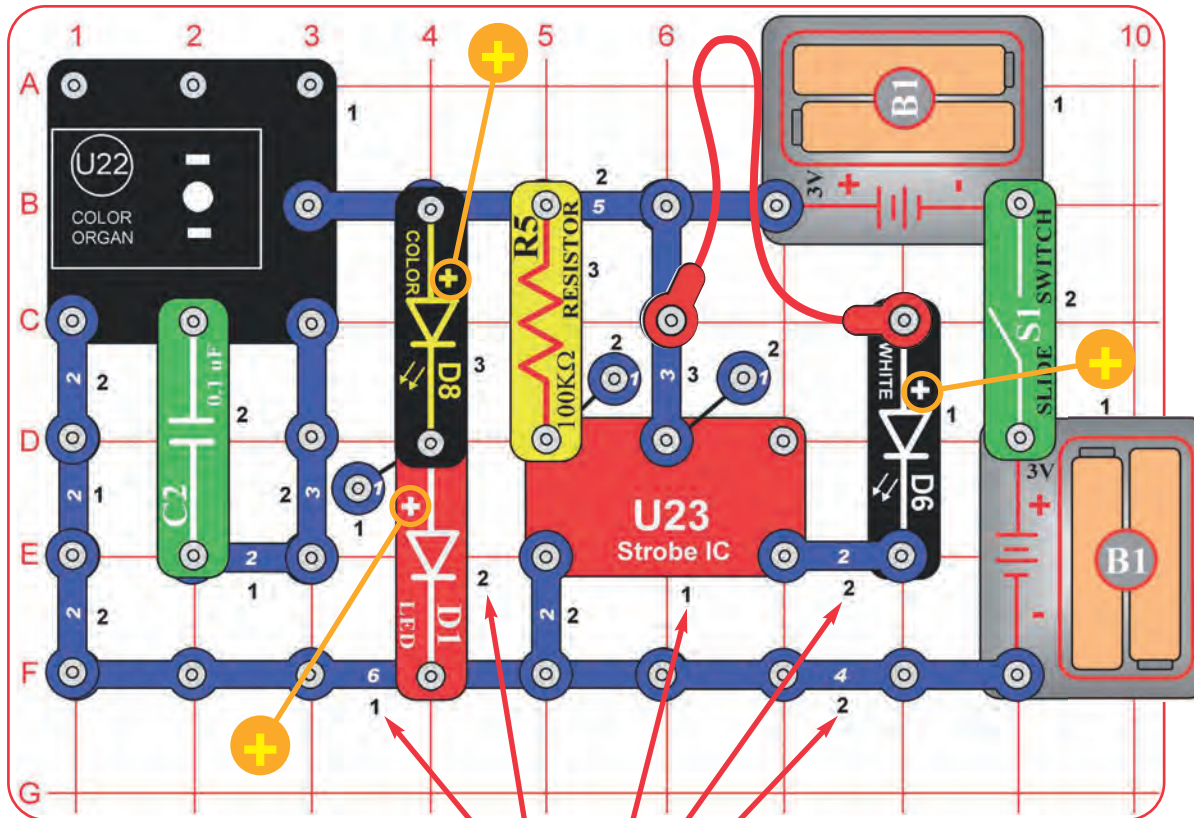 1 2 3 4 5 6 10
A
B
C
D
E
F
G
U22
COLOR
ORGAN
1
+
B1
3V
+
-
1
2
5
COLOR
D8
+
3
R5
RESISTOR
100KΩ
3
2
1
2
1
3
3
WHITE
D6
+
1
+
S1
SLIDE SWITCH
2
1
2
2
2
1
2
2
0.1 uF
C2
2
2
3
2
1
1
1
+
D1
LED
2
U23
Strobe IC
1
2
2
2
2
3V
+
-
B1
6
1
4
2
+